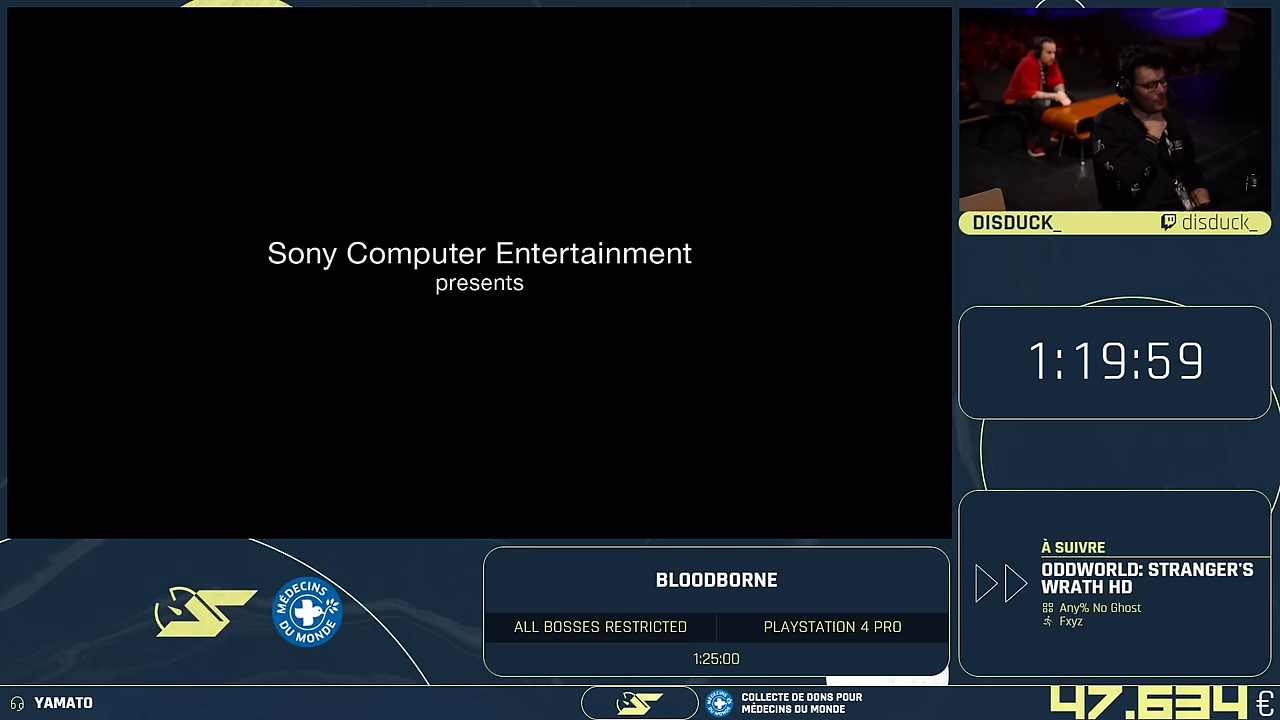 Sony Computer Entertainment
presents
DISDUCK_
disduck_
1:19:59
À SUIVRE
ODDWORLD: STRANGER'S
WRATH HD
Any% No Ghost
Fxyz
MÉDECINS
DU MONDE
BLOODBORNE
ALL BOSSES RESTRICTED
PLAYSTATION 4 PRO
1:25:00
YAMATO
COLLECTE DE DONS POUR
MÉDECINS DU MONDE
47.634 €